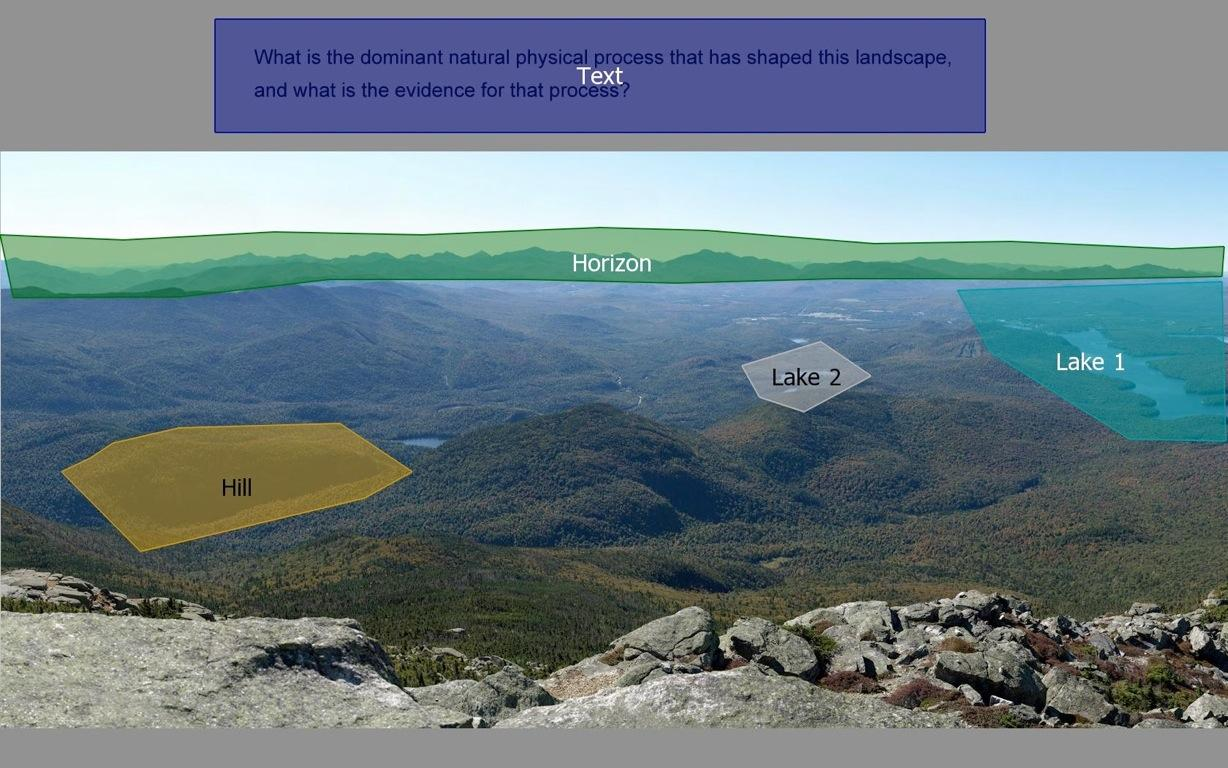 What is the dominant natural physical process that has shaped this landscape,
and what is the evidence for that process?
Text
Horizon
Lake 1
Lake 2
Hill